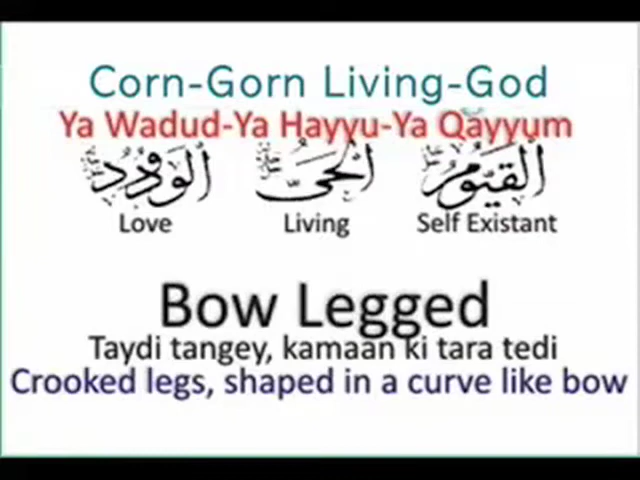 Corn-Gorn Living-God
Ya Wadud-Ya Hayyu-Ya Qayyum
الودود الحي القيوم
Love Living Self Existant
Bow Legged
Taydi tangey, kamaan ki tara tedi
Crooked legs, shaped in a curve like bow